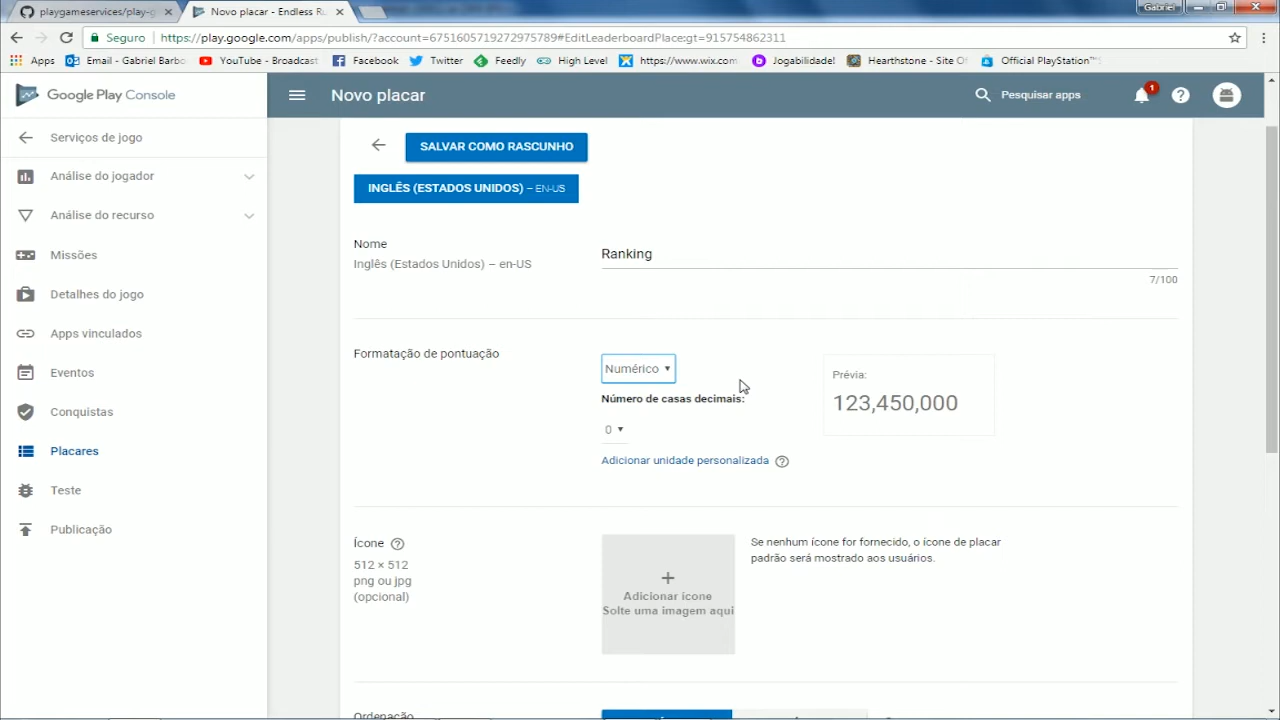 playgameservices/play-g
Novo placar - Endless Ru
Gabriel
Seguro
https://play.google.com/apps/publish/?account=6751605719272975789#EditLeaderboardPlace:gt=915754862311
Apps
Email - Gabriel Barbo
YouTube - Broadcast
Facebook
Twitter
Feedly
High Level
https://www.wix.com
Jogabilidade!
Hearthstone - Site Of
Official PlayStation™S
Google Play Console
Novo placar
Pesquisar apps
1
Serviços de jogo
Análise do jogador
Análise do recurso
Missões
Detalhes do jogo
Apps vinculados
Eventos
Conquistas
Placares
Teste
Publicação
SALVAR COMO RASCUNHO
INGLÊS (ESTADOS UNIDOS) – EN-US
Nome
Inglês (Estados Unidos) – en-US
Ranking
7/100
Formatação de pontuação
Numérico
Número de casas decimais:
0
Adicionar unidade personalizada
Prévia:
123,450,000
Ícone
512 × 512
png ou jpg
(opcional)
Adicionar ícone
Solte uma imagem aqui
Se nenhum ícone for fornecido, o ícone de placar
padrão será mostrado aos usuários.
Ordenação